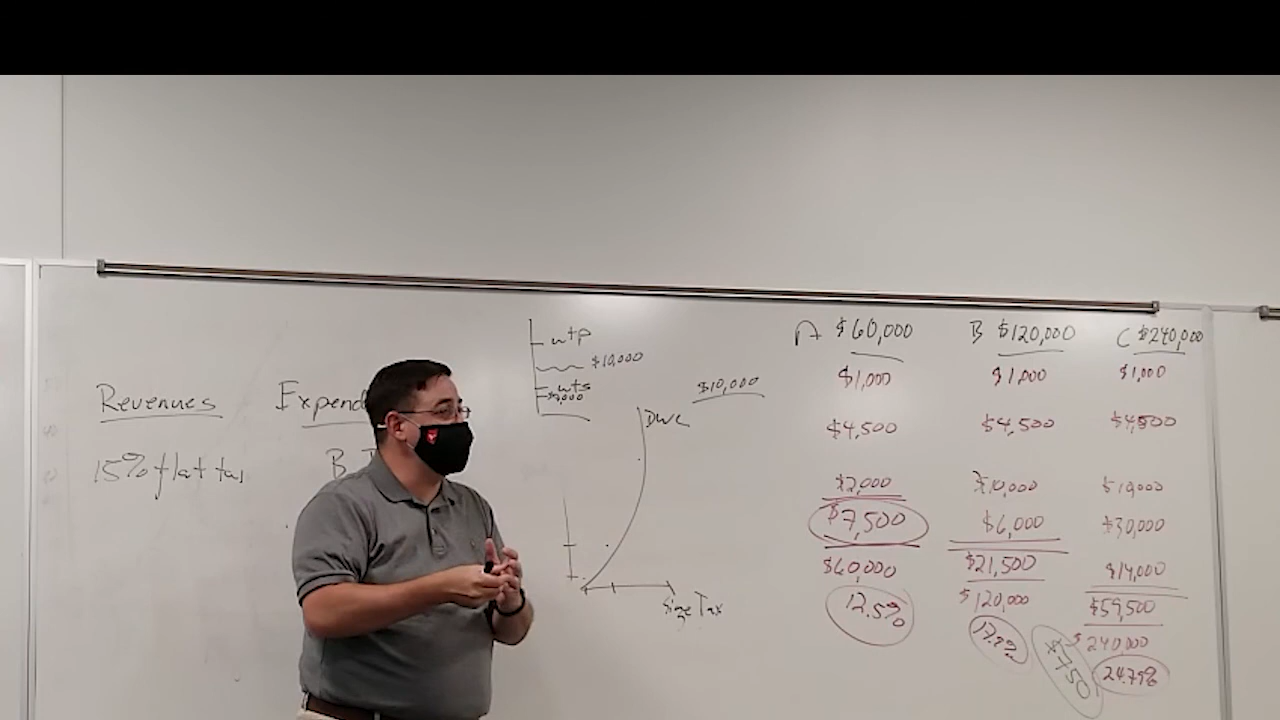 Revenues
Expend
15% flat tax
B
wtp
$10,000
wts
$10,000
DWL
Size Tax
A $60,000
$1,000
$4,500
$2,000
$7,500
$60,000
12.5%
B $120,000
$1,000
$4,500
$10,000
$6,000
$21,500
$120,000
17.9%
C $240,000
$1,000
$4,500
$10,000
$30,000
$14,000
$59,500
$240,000
24.79%
$750